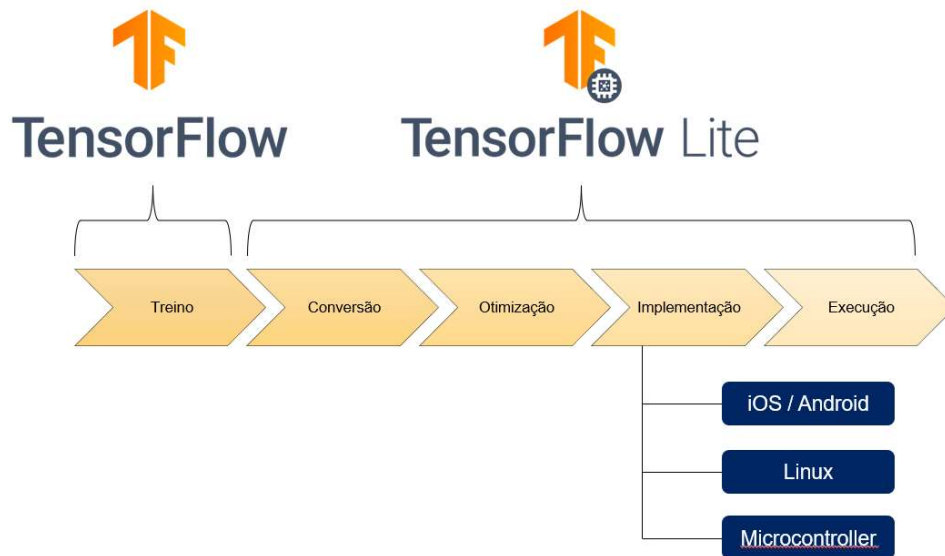 TensorFlow
TensorFlow Lite
Treino
Conversão
Otimização
Implementação
Execução
iOS / Android
Linux
Microcontroller